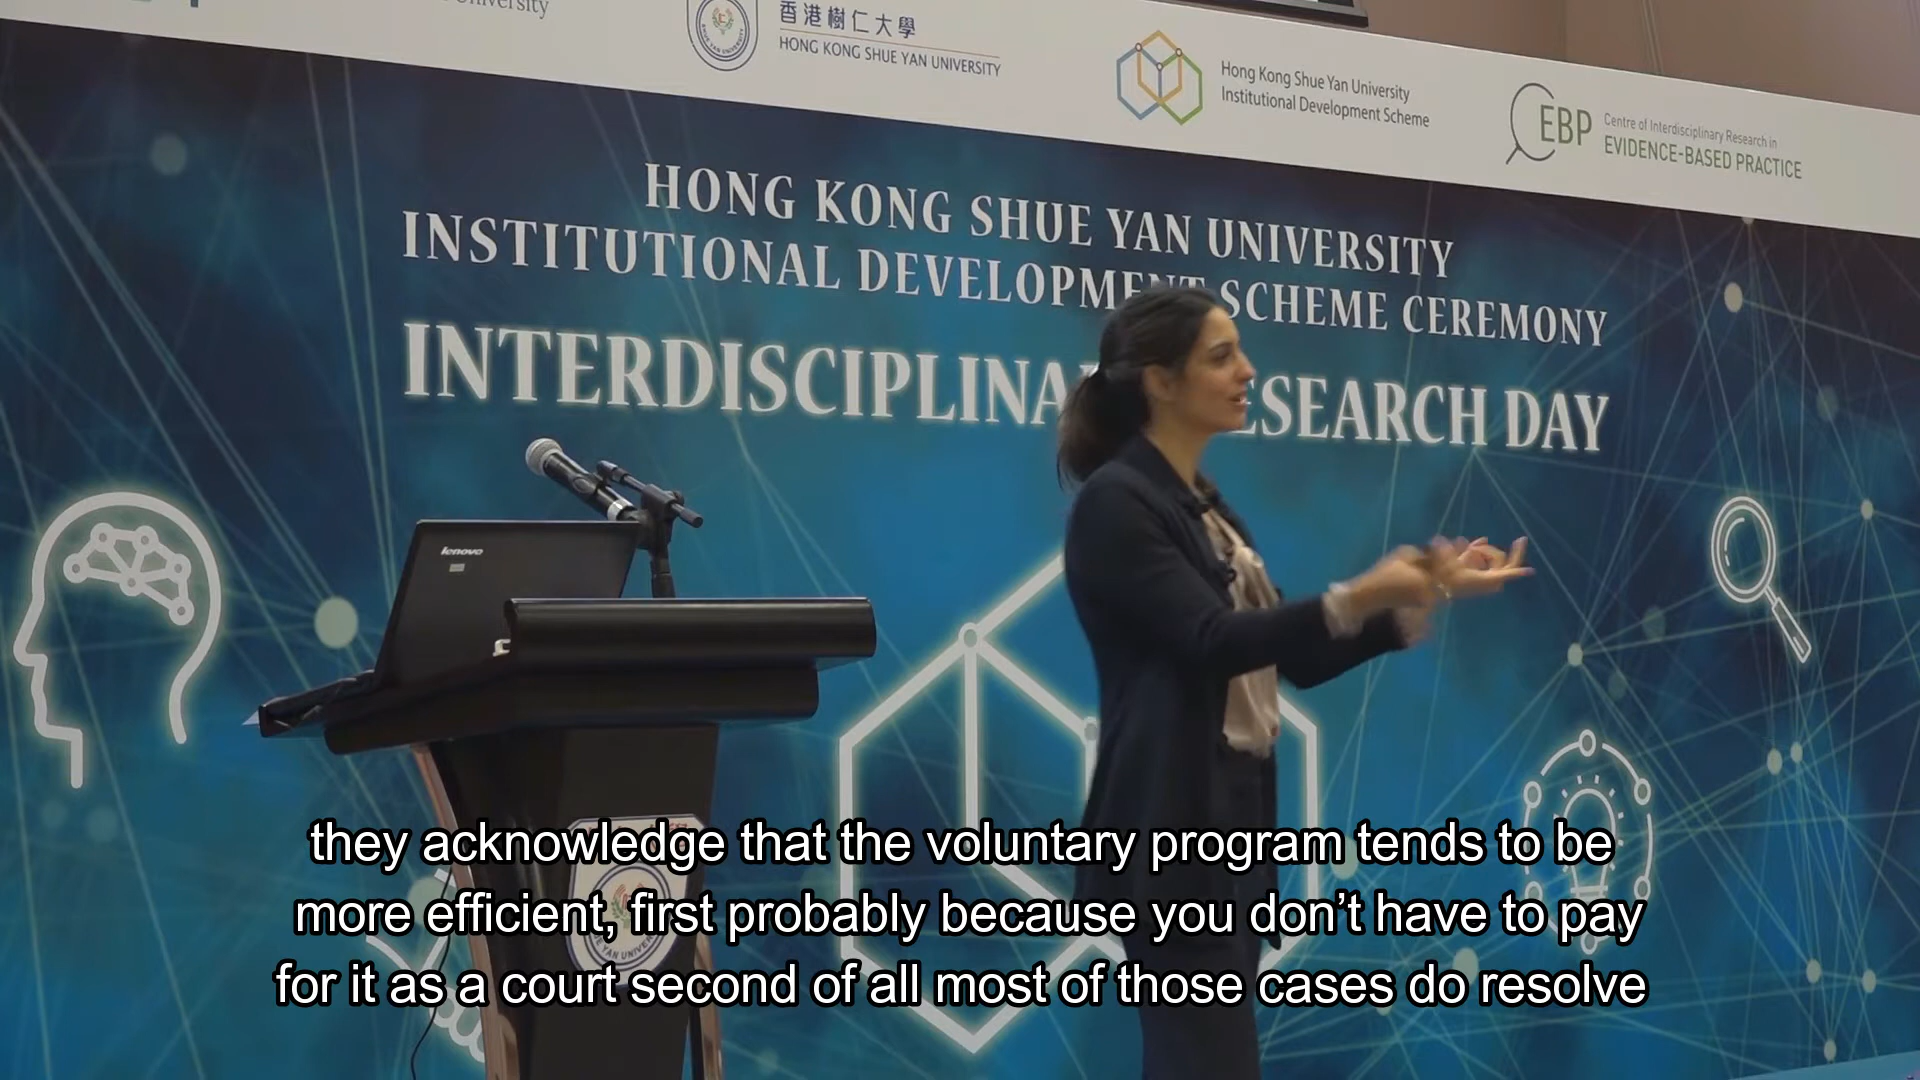 University
香港樹仁大學
HONG KONG SHUE YAN UNIVERSITY
Hong Kong Shue Yan University
Institutional Development Scheme
EBP
Centre of Interdisciplinary Research in
EVIDENCE-BASED PRACTICE
HONG KONG SHUE YAN UNIVERSITY
INSTITUTIONAL DEVELOPMENT SCHEME CEREMONY
INTERDISCIPLINA ESEARCH DAY
lenovo
they acknowledge that the voluntary program tends to be
more efficient, first probably because you don’t have to pay
for it as a court second of all most of those cases do resolve